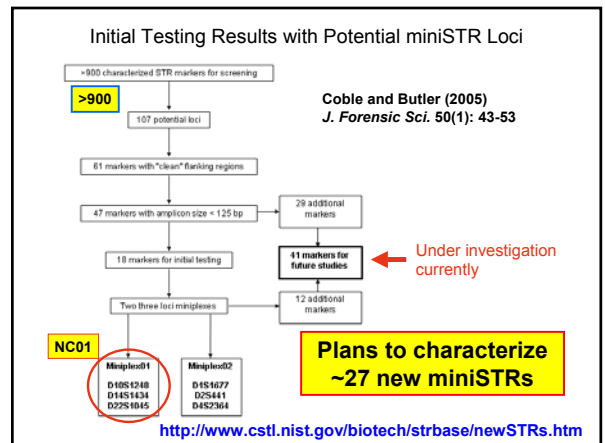 Initial Testing Results with Potential miniSTR Loci
>900 characterized STR markers for screening
>900
Coble and Butler (2005)
J. Forensic Sci. 50(1): 43-53
107 potential loci
61 markers with "clean" flanking regions
47 markers with amplicon size < 125 bp
29 additional
markers
18 markers for initial testing
41 markers for
future studies
Under investigation
currently
Two three loci miniplexes
12 additional
markers
NC01
Miniplex01
D10S1248
D14S1434
D22S1045
Miniplex02
D1S1677
D2S441
D4S2364
Plans to characterize
~27 new miniSTRs
http://www.cstl.nist.gov/biotech/strbase/newSTRs.htm